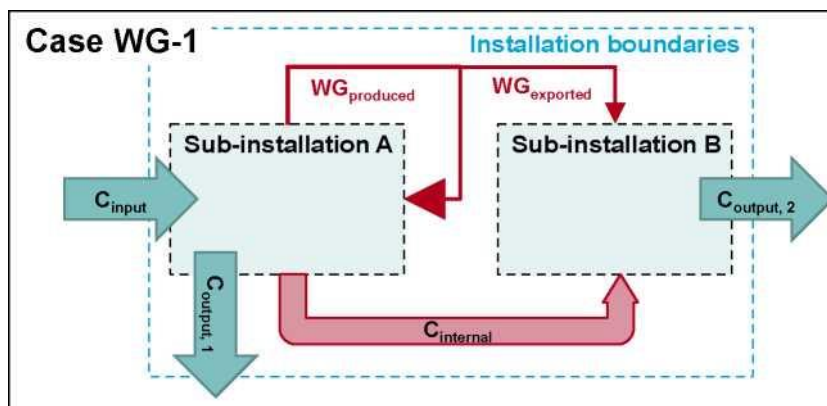 Case WG-1
Installation boundaries
WGproduced
WGexported
Sub-installation A
Sub-installation B
Cinput
Coutput, 2
Coutput, 1
Cinternal